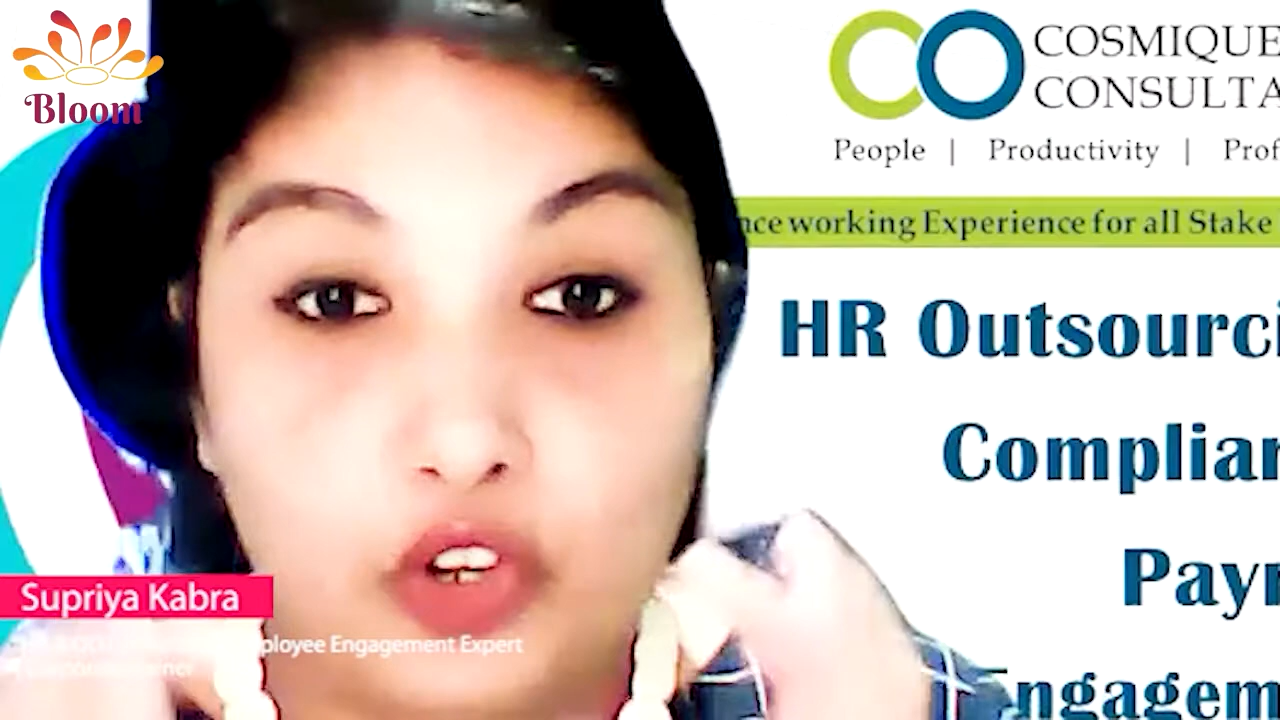 Bloom
COSMIQUE
CONSULTA
People | Productivity | Prof
nce working Experience for all Stake
HR Outsourci
Complian
Payr
Engagem
Supriya Kabra
ployee Engagement Expert